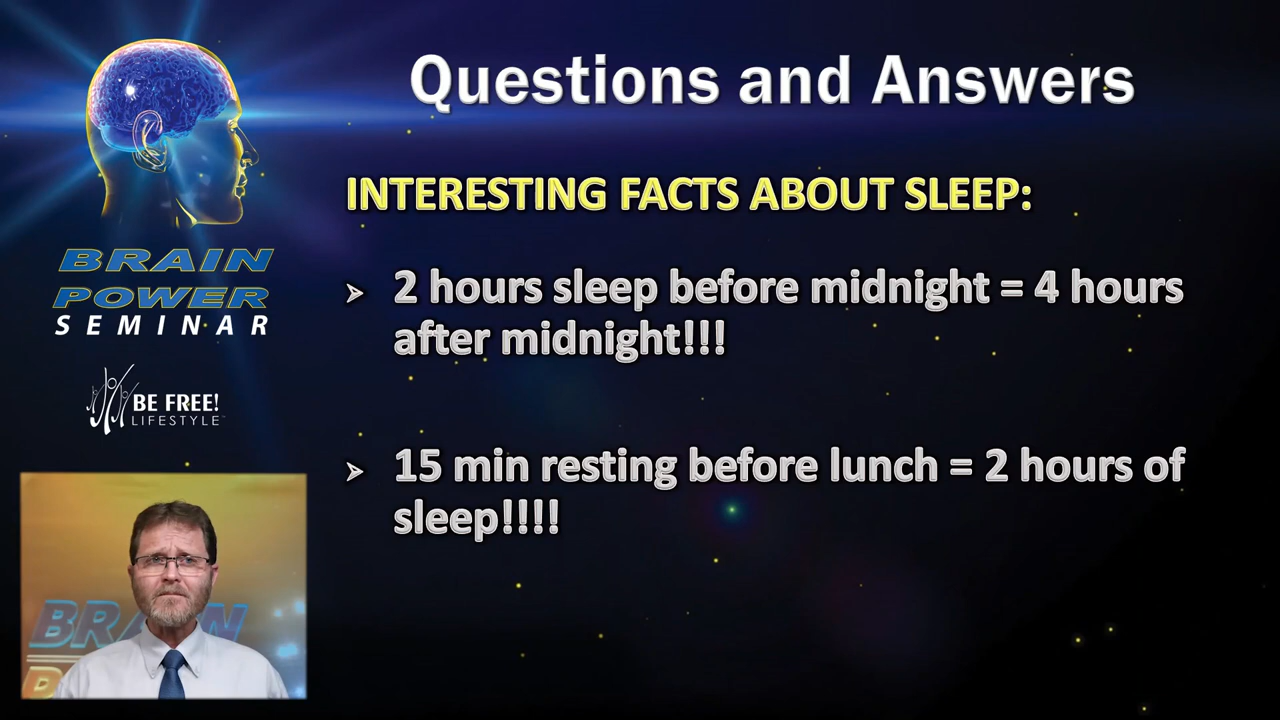 Questions and Answers
INTERESTING FACTS ABOUT SLEEP:
➢ 2 hours sleep before midnight = 4 hours
after midnight!!!
➢ 15 min resting before lunch = 2 hours of
sleep!!!!
BRAIN
POWER
SEMINAR
BE FREE!
LIFESTYLE
BRAIN